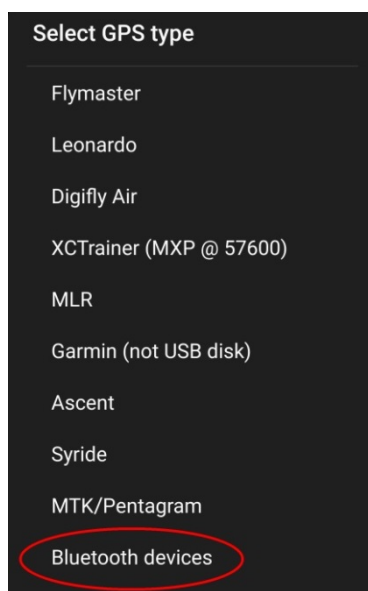 Select GPS type
Flymaster
Leonardo
Digifly Air
XCTrainer (MXP @ 57600)
MLR
Garmin (not USB disk)
Ascent
Syride
MTK/Pentagram
Bluetooth devices